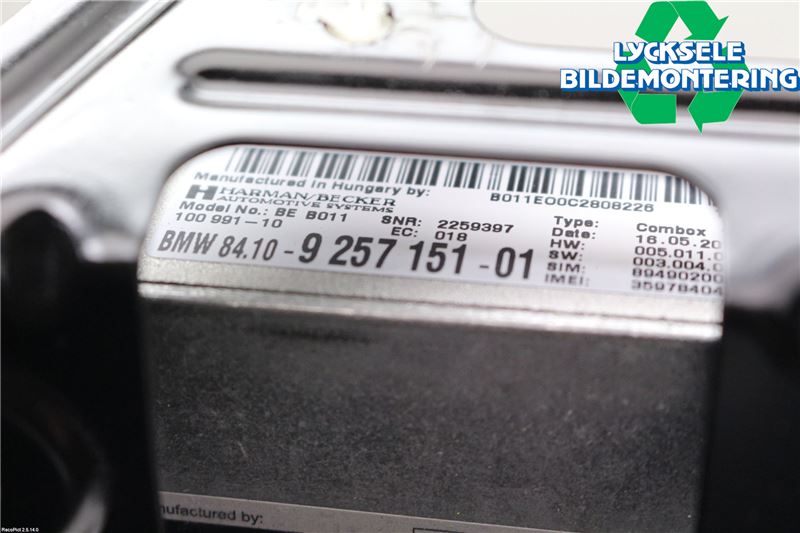 LYCKSELE
BILDEMONTERING
Manufactured in Hungary by:
B011E00C2808226
HARMAN/BECKER
AUTOMOTIVE SYSTEMS
Model No.: BE B011
100 991-10
SNR: 2259397
EC: 018
Type: Combox
Date: 16.05.20
HW: 005.011.0
SW: 003.004.0
SIM: 89490200
IMEI: 35978404
BMW 84.10 - 9 257 151 - 01
nufactured by:
RecoPict 2.5.14.0